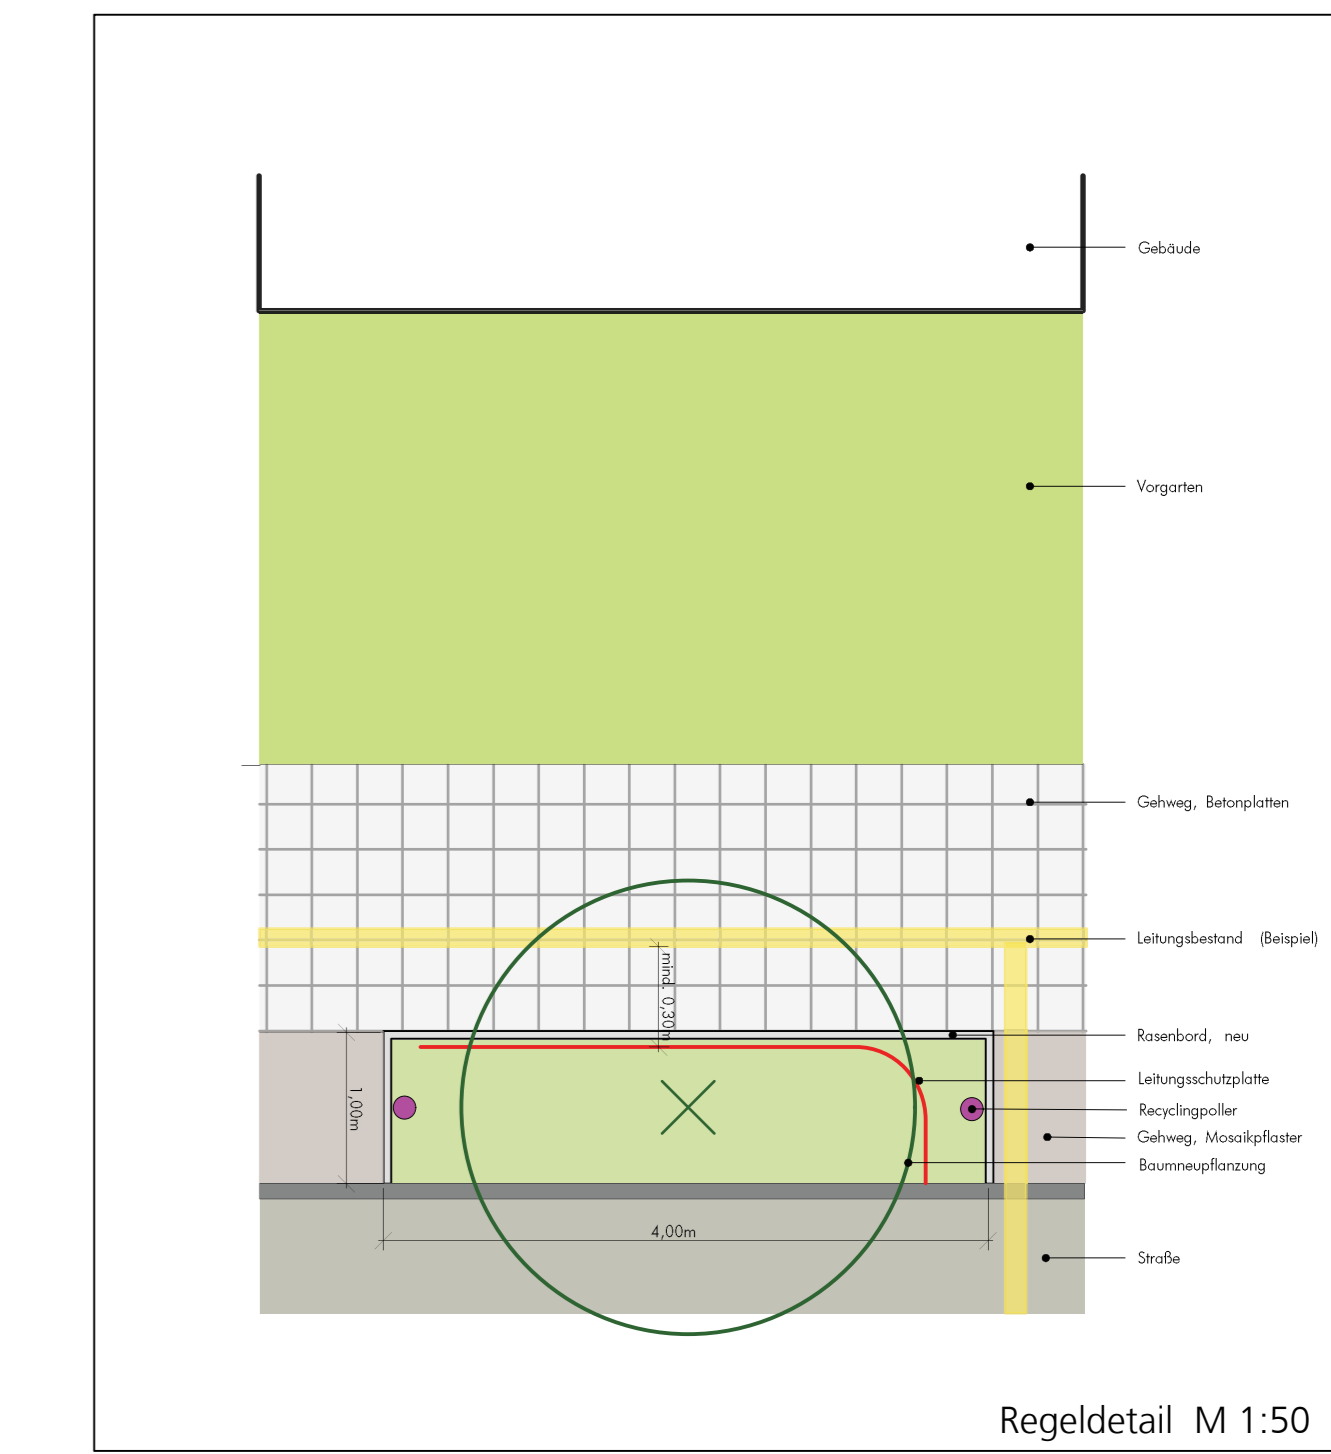 Gebäude
Vorgarten
Gehweg, Betonplatten
Leitungsbestand (Beispiel)
mind. 0,30m
Rasenbord, neu
Leitungsschutzplatte
1,00m
Recyclingpoller
Gehweg, Mosaikpflaster
Baumneupflanzung
4,00m
Straße
Regeldetail M 1:50